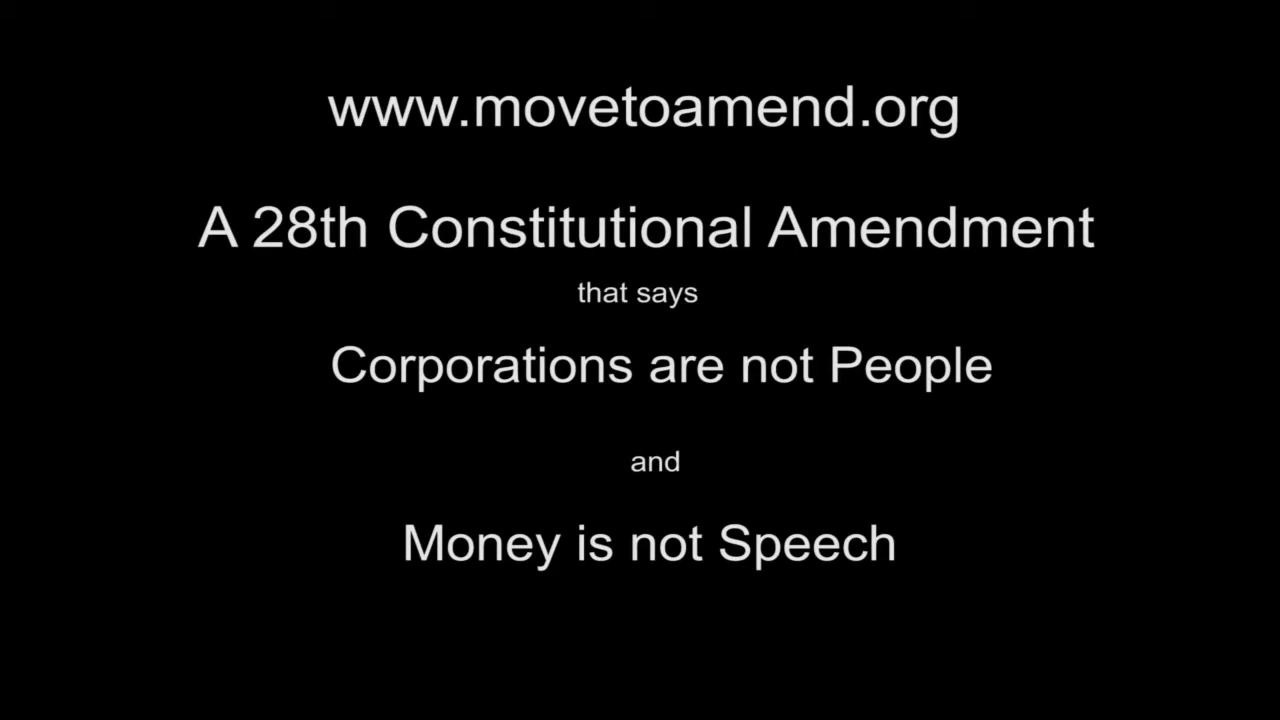 www.movetoamend.org
A 28th Constitutional Amendment
that says
Corporations are not People
and
Money is not Speech